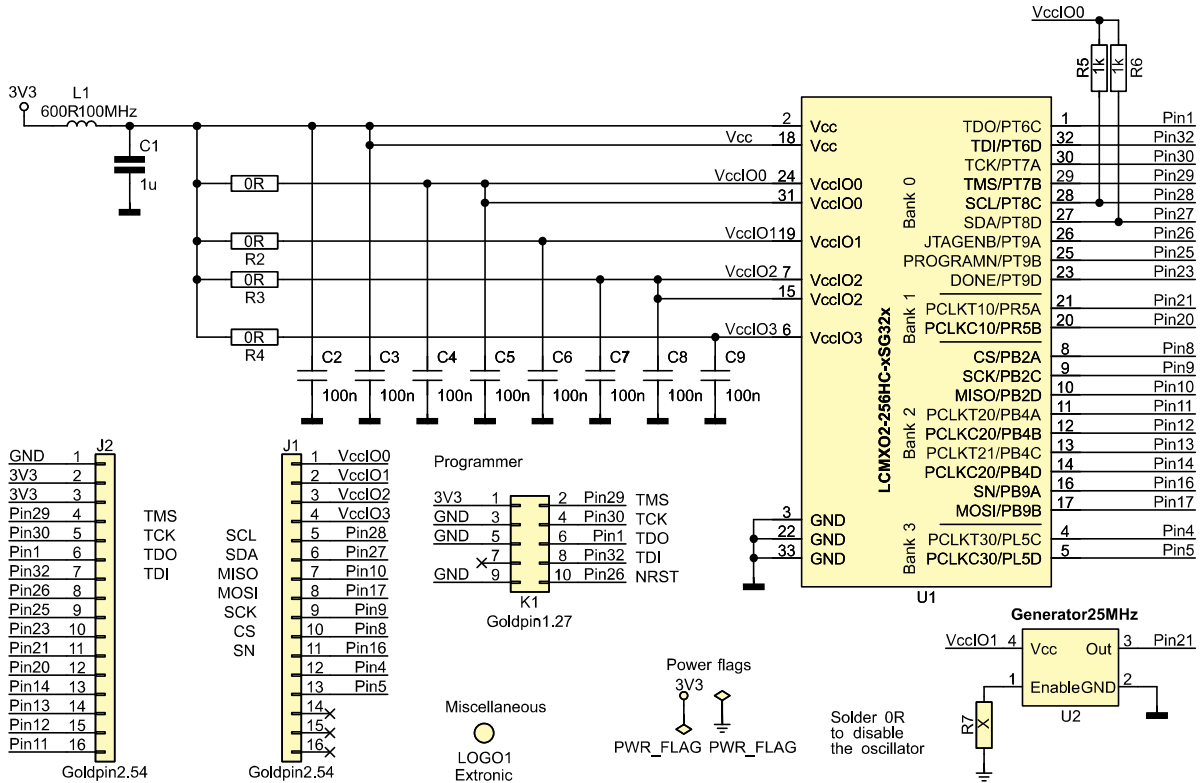 VccIO0
R5 1k 1k R6
3V3
L1
600R100MHz
C1
1u
0R
0R
R2
0R
R3
0R
R4
Vcc
VccIO0
VccIO1
VccIO2
VccIO3
C2 C3 C4 C5 C6 C7 C8 C9
100n 100n 100n 100n 100n 100n 100n 100n
2 Vcc
18 Vcc
24 VccIO0
31 VccIO0
19 VccIO1
7 VccIO2
15 VccIO2
6 VccIO3
3 GND
22 GND
33 GND
LCMXO2-256HC-xSG32x
Bank 0
TDO/PT6C 1 Pin1
TDI/PT6D 32 Pin32
TCK/PT7A 30 Pin30
TMS/PT7B 29 Pin29
SCL/PT8C 28 Pin28
SDA/PT8D 27 Pin27
JTAGENB/PT9A 26 Pin26
PROGRAMN/PT9B 25 Pin25
DONE/PT9D 23 Pin23
Bank 1
PCLKT10/PR5A 21 Pin21
PCLKC10/PR5B 20 Pin20
Bank 2
CS/PB2A 8 Pin8
SCK/PB2C 9 Pin9
MISO/PB2D 10 Pin10
PCLKT20/PB4A 11 Pin11
PCLKC20/PB4B 12 Pin12
PCLKT21/PB4C 13 Pin13
PCLKC20/PB4D 14 Pin14
SN/PB9A 16 Pin16
MOSI/PB9B 17 Pin17
Bank 3
PCLKT30/PL5C 4 Pin4
PCLKC30/PL5D 5 Pin5
U1
J2
GND 1
3V3 2
3V3 3
Pin29 4 TMS
Pin30 5 TCK
Pin1 6 TDO
Pin32 7 TDI
Pin26 8
Pin25 9
Pin23 10
Pin21 11
Pin20 12
Pin14 13
Pin13 14
Pin12 15
Pin11 16
Goldpin2.54
J1
1 VccIO0
2 VccIO1
3 VccIO2
4 VccIO3
SCL 5 Pin28
SDA 6 Pin27
MISO 7 Pin10
MOSI 8 Pin17
SCK 9 Pin9
CS 10 Pin8
SN 11 Pin16
12 Pin4
13 Pin5
14
15
16
Goldpin2.54
Programmer
3V3 1 2 Pin29 TMS
GND 3 4 Pin30 TCK
GND 5 6 Pin1 TDO
7 8 Pin32 TDI
GND 9 10 Pin26 NRST
K1
Goldpin1.27
Miscellaneous
LOGO1
Extronic
Power flags
3V3
PWR_FLAG PWR_FLAG
Solder 0R
to disable
the oscillator
Generator25MHz
VccIO1 4 Vcc Out 3 Pin21
1 Enable GND 2
U2
R7 X